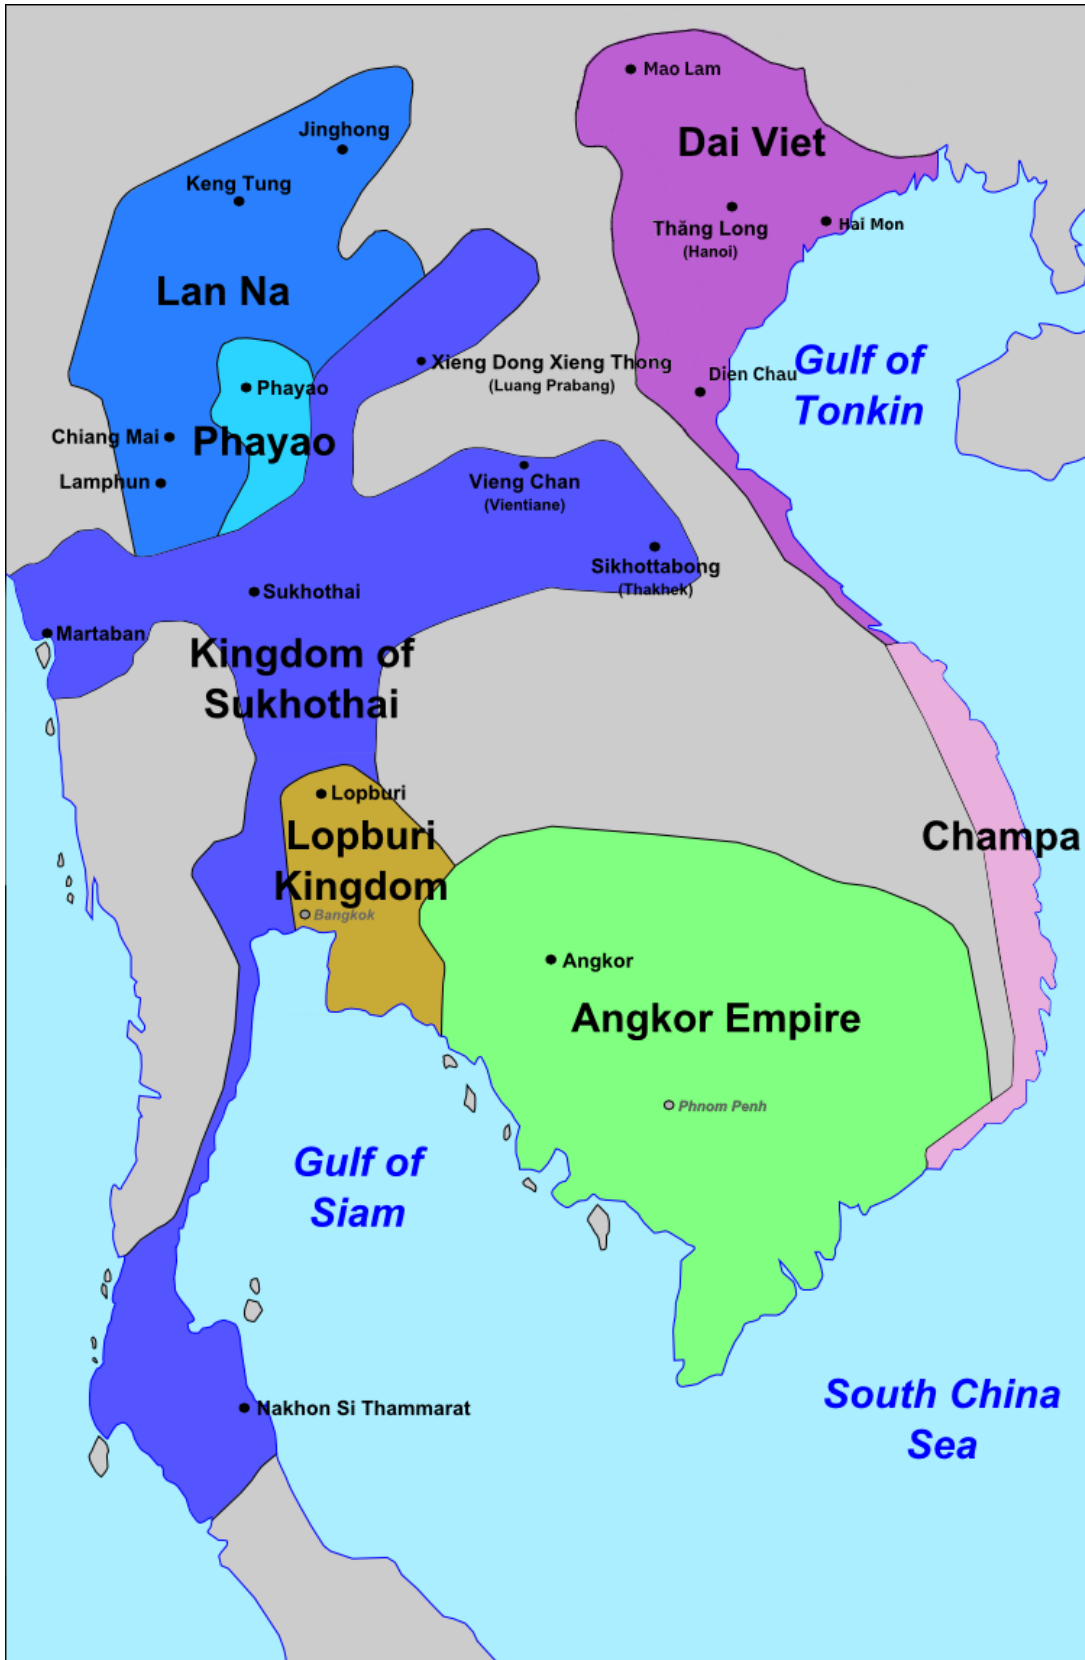 Mao Lam
Dai Viet
Jinghong
Keng Tung
Thăng Long
(Hanoi)
Hai Mon
Lan Na
Gulf of
Tonkin
Xieng Dong Xieng Thong
(Luang Prabang)
Dien Chau
Phayao
Phayao
Chiang Mai
Lamphun
Vieng Chan
(Vientiane)
Sikhottabong
(Thakhek)
Sukhothai
Martaban
Kingdom of
Sukhothai
Lopburi
Lopburi
Kingdom
Bangkok
Champa
Angkor
Angkor Empire
Phnom Penh
Gulf of
Siam
South China
Sea
Nakhon Si Thammarat